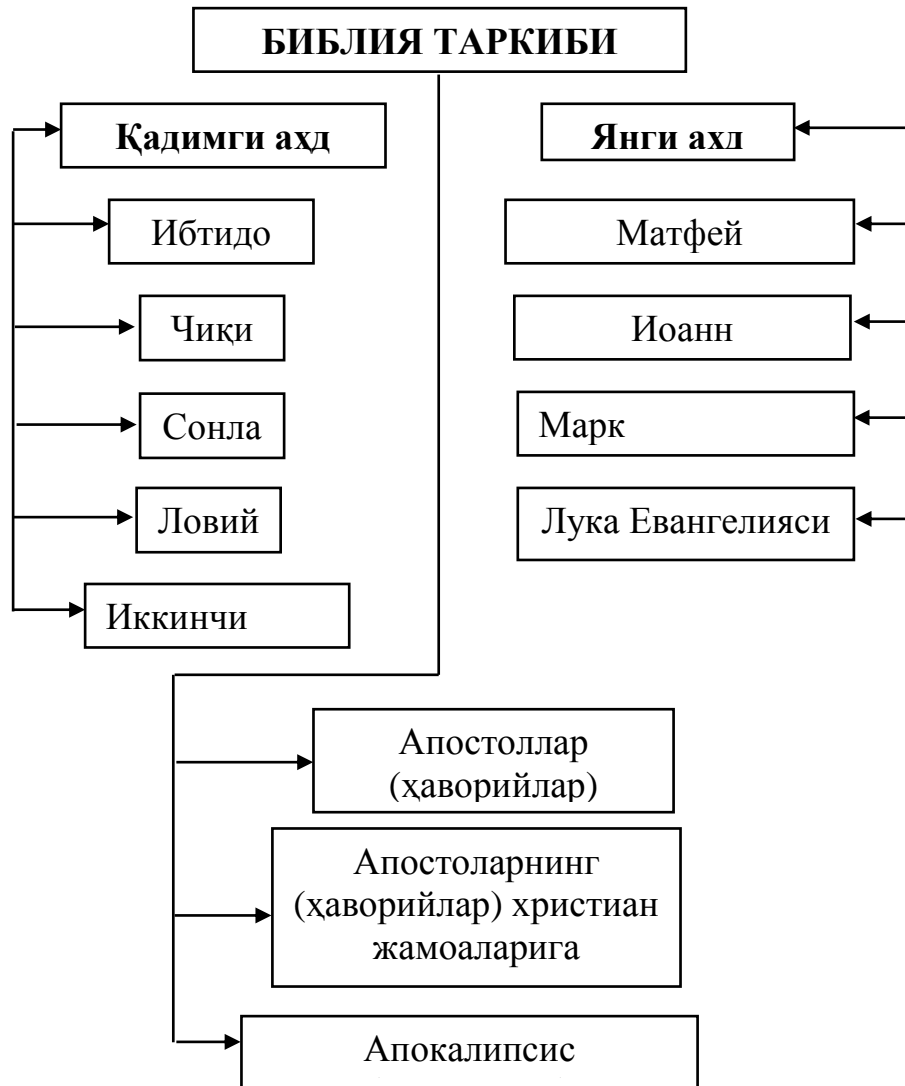 БИБЛИЯ ТАРКИБИ
Қадимги аҳд
Ибтидо
Чиқи
Сонла
Ловий
Иккинчи
Янги ахд
Матфей
Иоанн
Марк
Лука Евангелияси
Апостоллар
(ҳаворийлар)
Апостоларнинг
(ҳаворийлар) христиан
жамоаларига
Апокалипсис